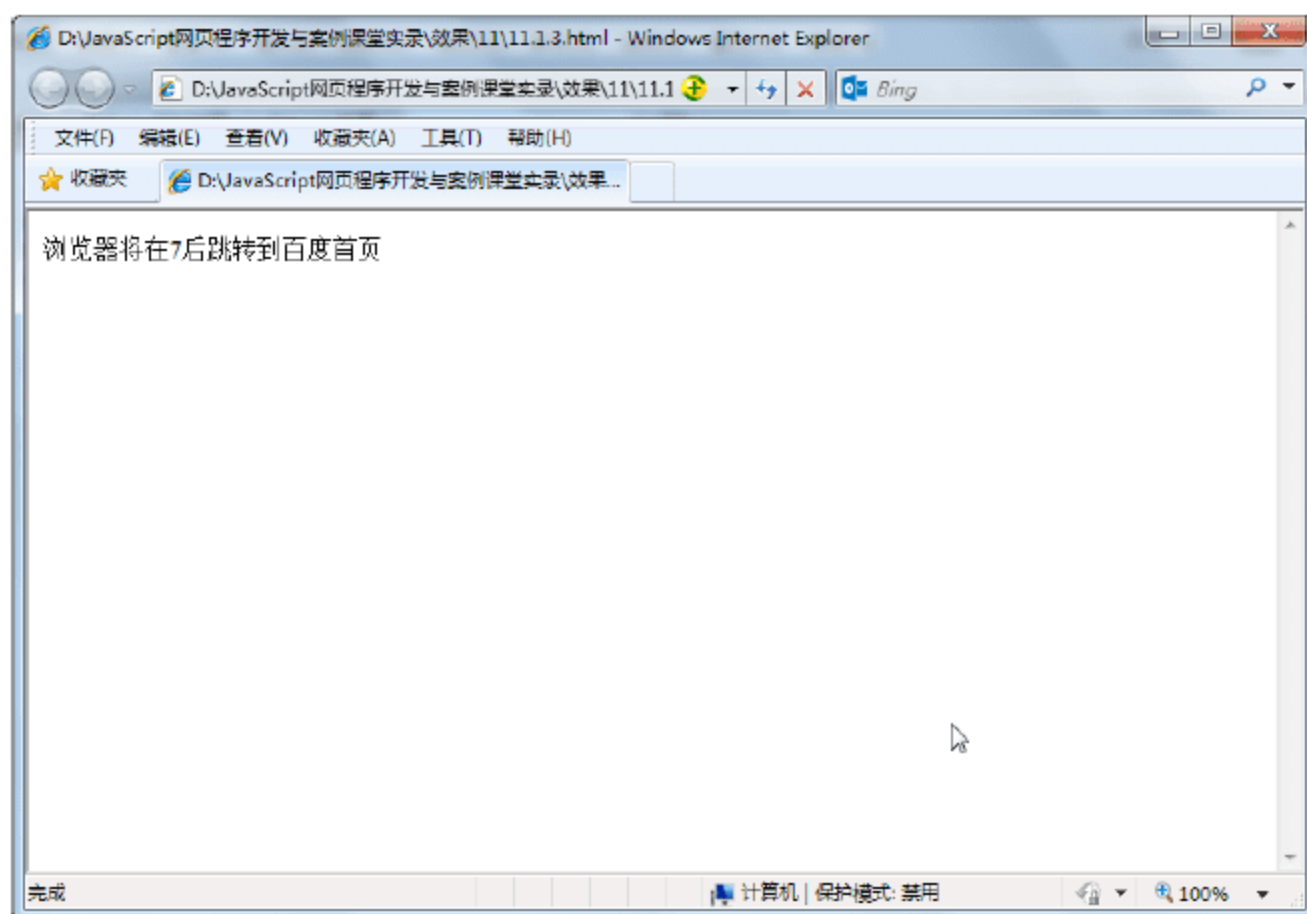 D:\JavaScript网页程序开发与案例课堂实录\效果\11\11.1.3.html - Windows Internet Explorer
D:\JavaScript网页程序开发与案例课堂实录\效果\11\11.1
Bing
文件(F) 编辑(E) 查看(V) 收藏夹(A) 工具(T) 帮助(H)
收藏夹 D:\JavaScript网页程序开发与案例课堂实录\效果...
浏览器将在7后跳转到百度首页
完成 计算机 | 保护模式: 禁用 100%